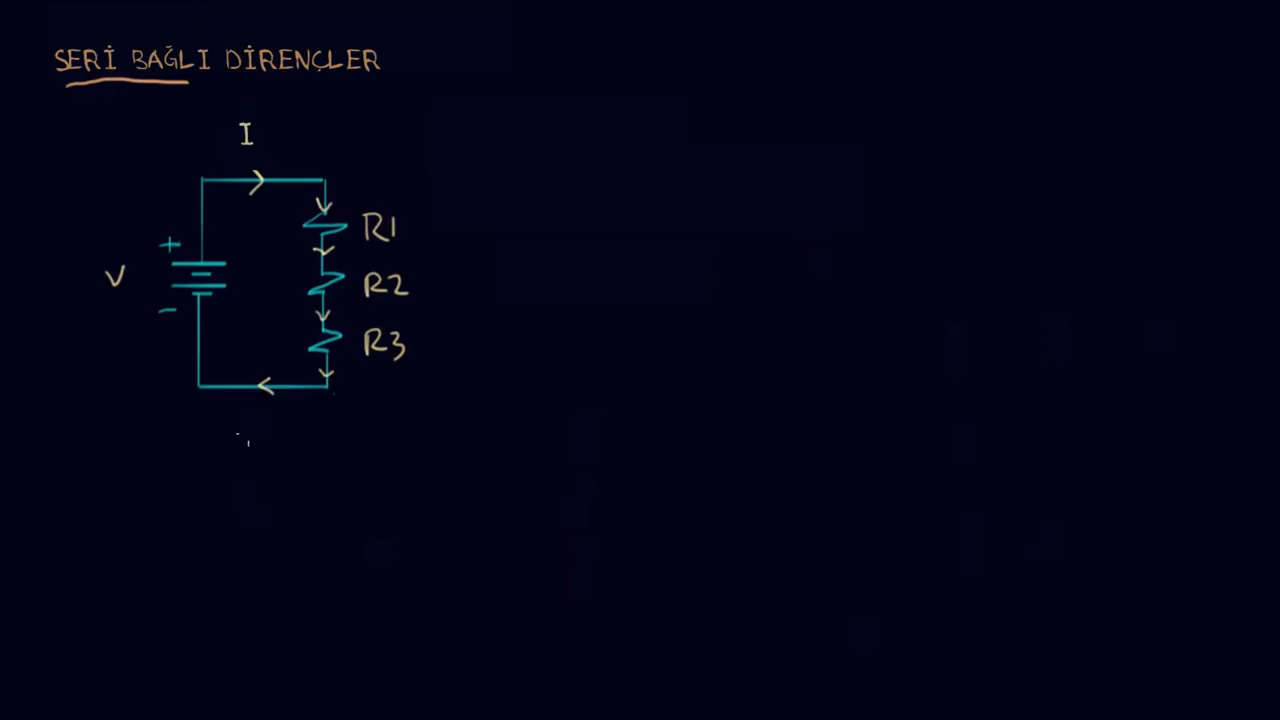 SERİ BAĞLI DİRENÇLER
I
R1
+
V
R2
-
R3